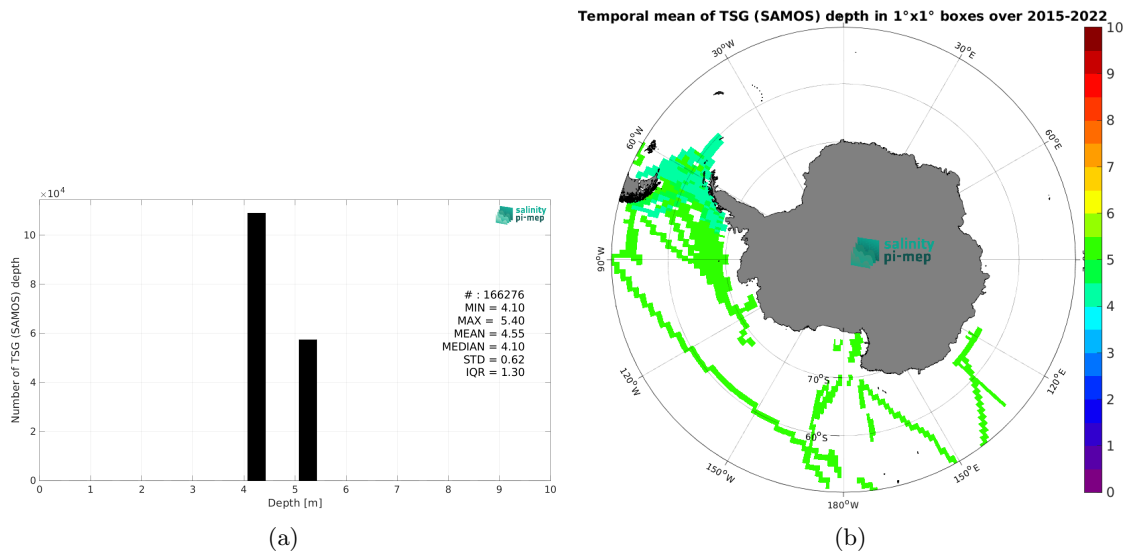 ×10⁴
10
8
6
4
2
0
0 1 2 3 4 5 6 7 8 9 10
Number of TSG (SAMOS) depth
Depth [m]
salinity
pi-mep
# : 166276
MIN = 4.10
MAX = 5.40
MEAN = 4.55
MEDIAN = 4.10
STD = 0.62
IQR = 1.30
(a)
Temporal mean of TSG (SAMOS) depth in 1°x1° boxes over 2015-2022
30°W
30°E
60°W
60°E
90°W
salinity
pi-mep
120°W
120°E
70°S
60°S
150°W
150°E
180°W
10
9
8
7
6
5
4
3
2
1
0
(b)